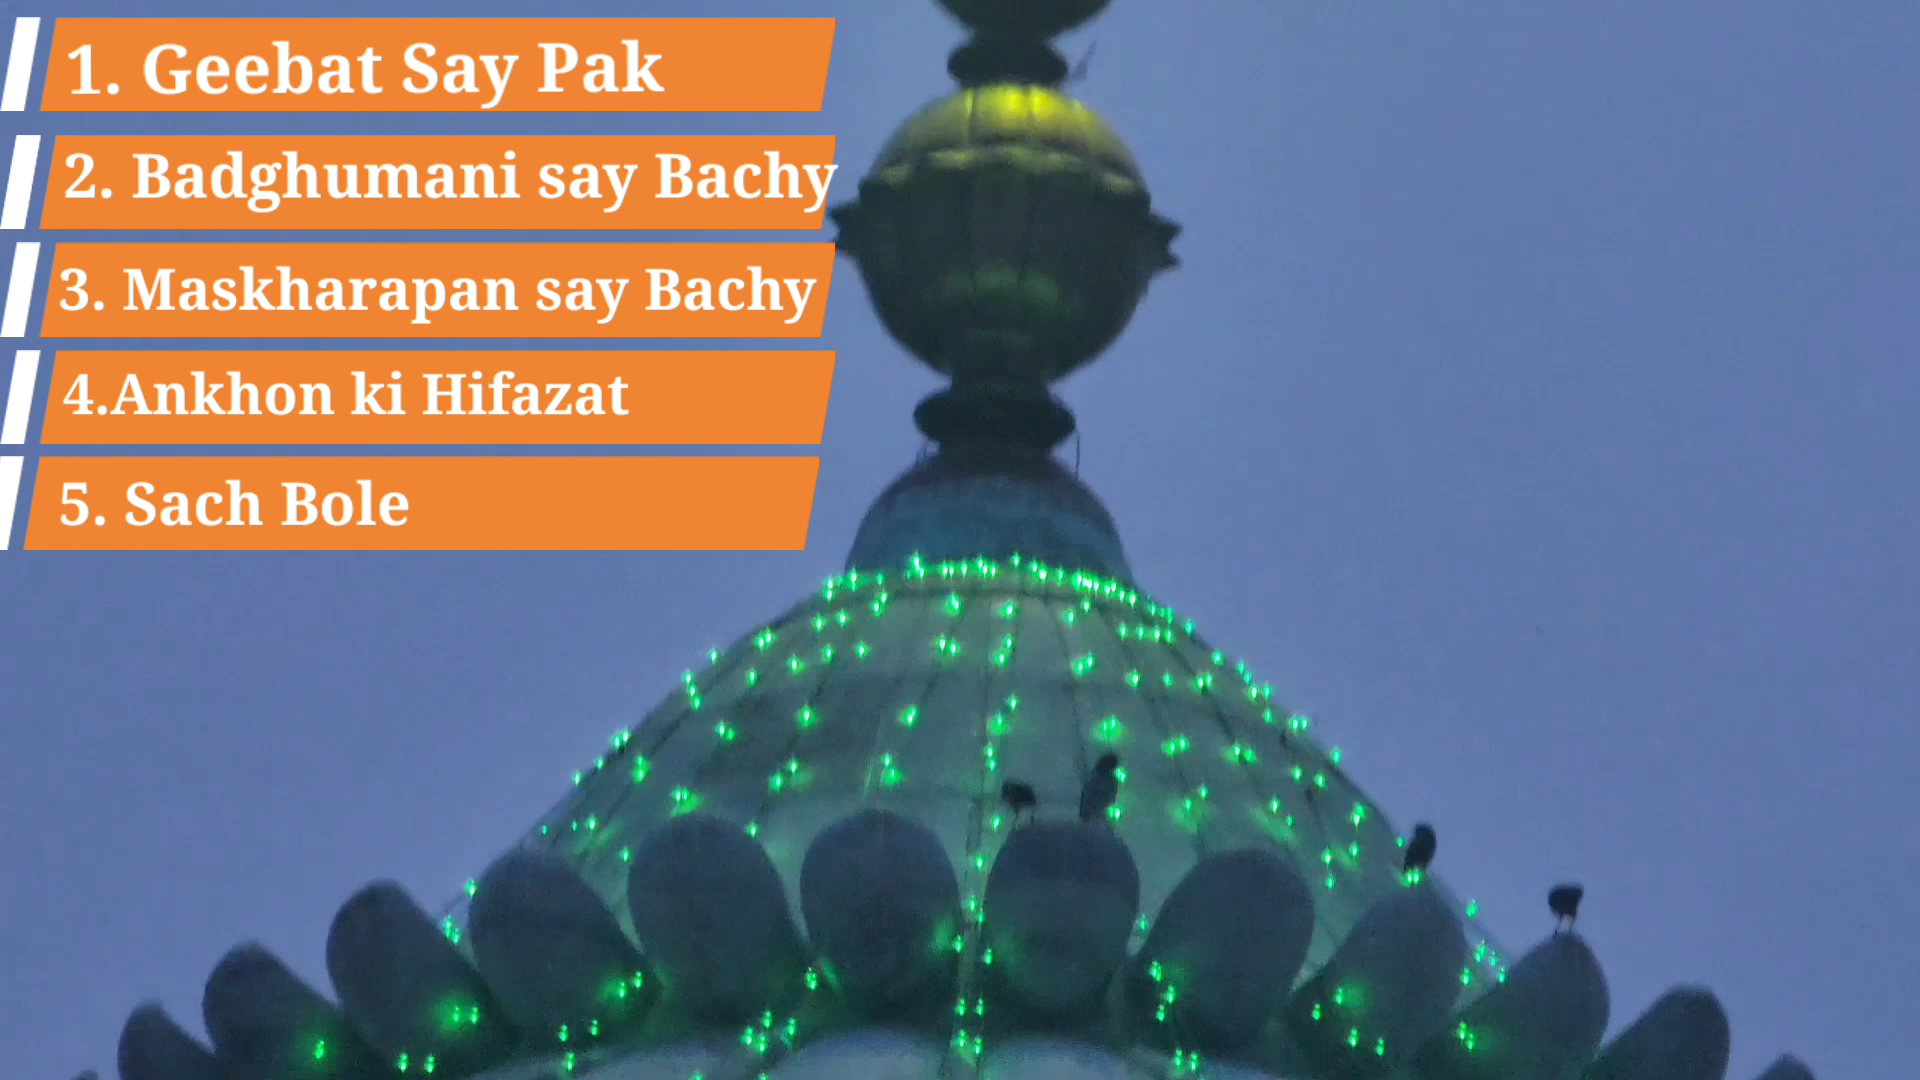 1. Geebat Say Pak
2. Badghumani say Bachy
3. Maskharapan say Bachy
4.Ankhon ki Hifazat
5. Sach Bole